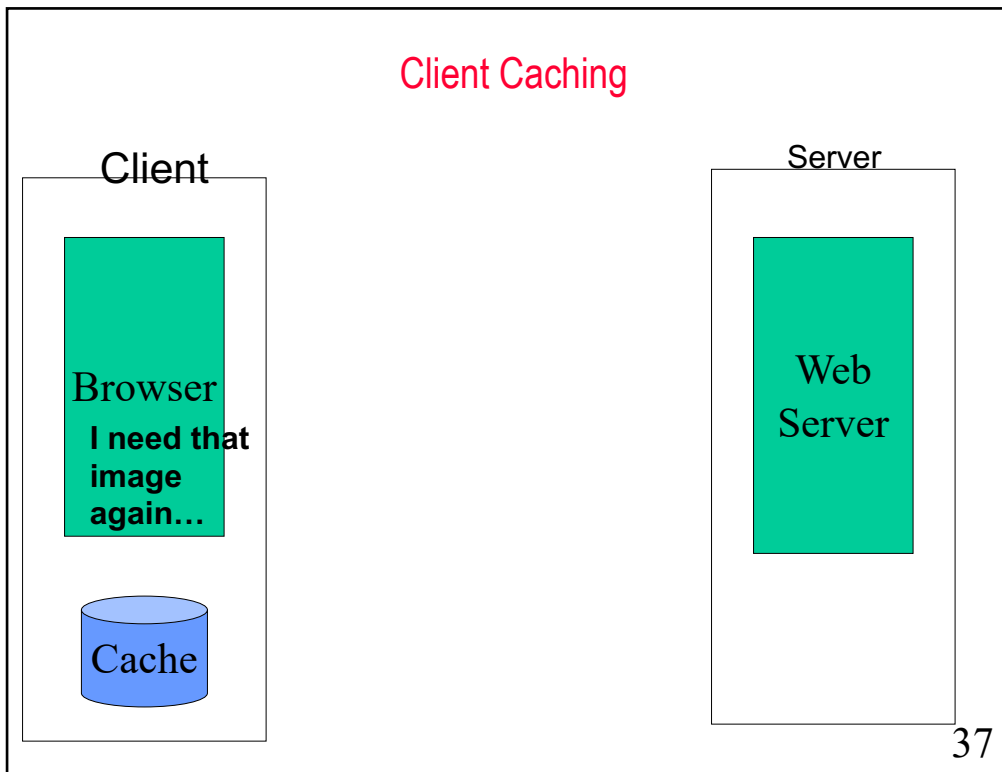 Client Caching
Client
Server
Browser
I need that
image
again…
Cache
Web
Server
37